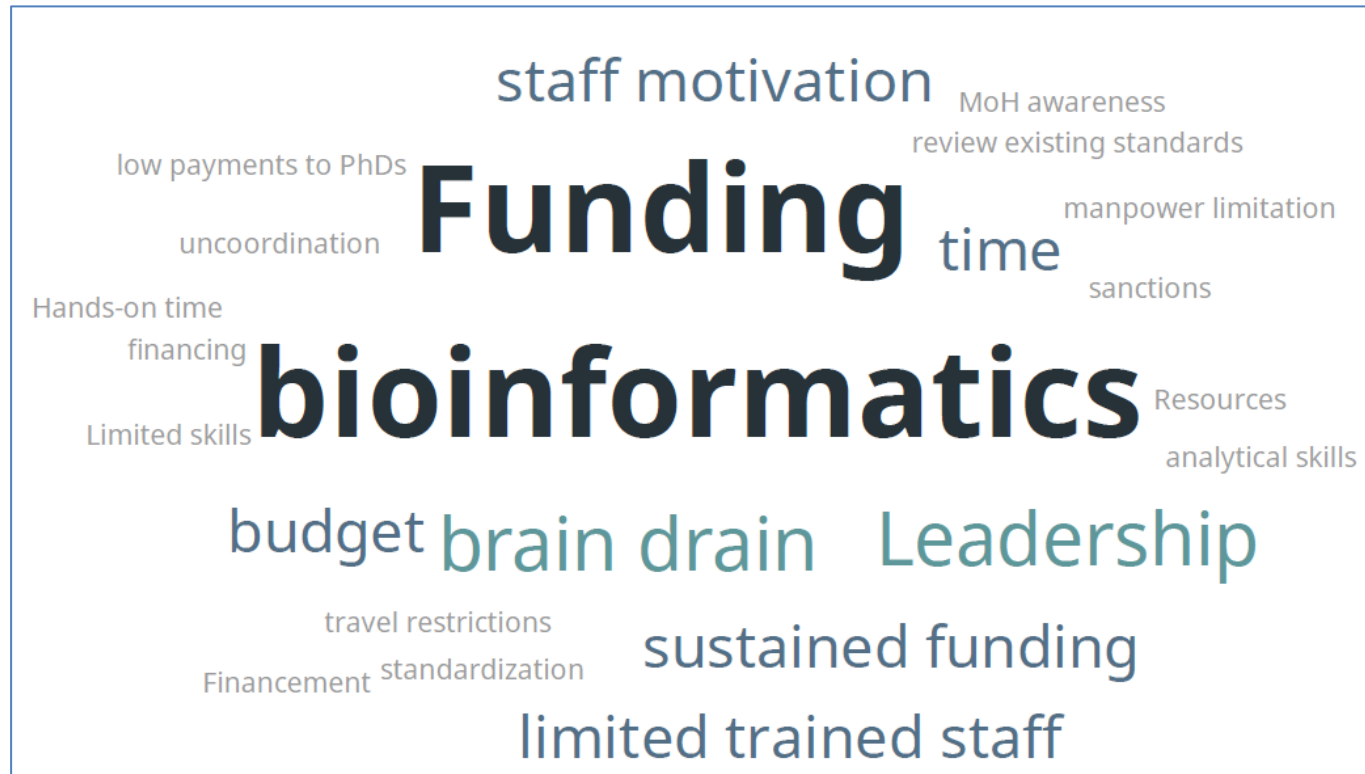 staff motivation
MoH awareness
review existing standards
low payments to PhDs
Funding
manpower limitation
uncoordination
time
sanctions
Hands-on time
financing
bioinformatics
Resources
Limited skills
analytical skills
budget
brain drain
Leadership
travel restrictions
sustained funding
Financement
standardization
limited trained staff